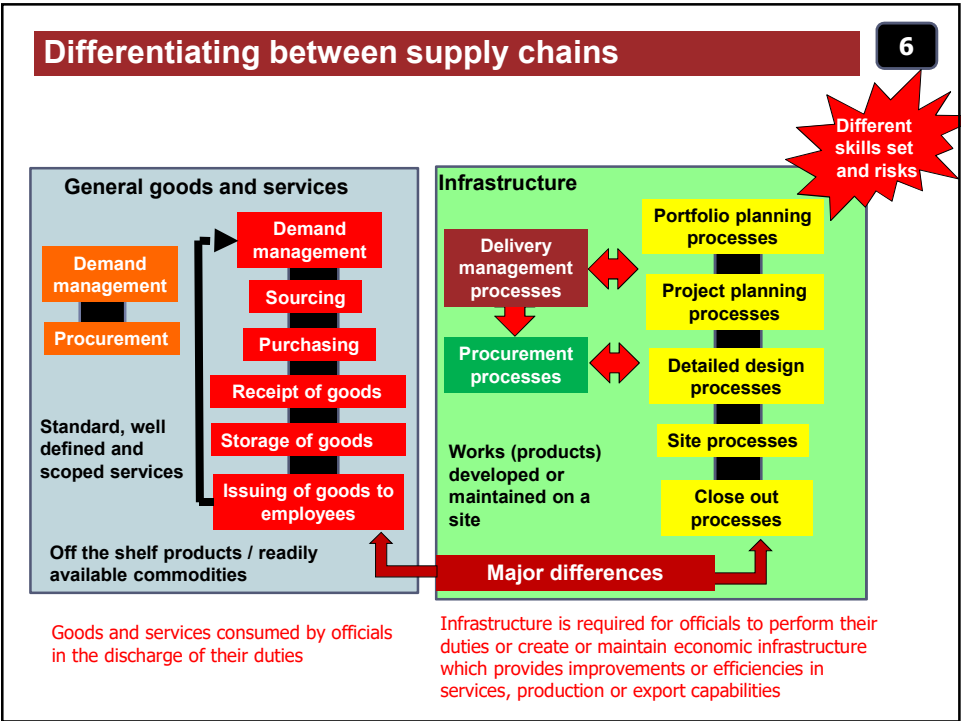 Differentiating between supply chains
6
Different
skills set
and risks
General goods and services
Demand
management
Procurement
Standard, well
defined and
scoped services
Demand
management
Sourcing
Purchasing
Receipt of goods
Storage of goods
Issuing of goods to
employees
Off the shelf products / readily
available commodities
Infrastructure
Delivery
management
processes
Procurement
processes
Works (products)
developed or
maintained on a
site
Portfolio planning
processes
Project planning
processes
Detailed design
processes
Site processes
Close out
processes
Major differences
Goods and services consumed by officials
in the discharge of their duties
Infrastructure is required for officials to perform their
duties or create or maintain economic infrastructure
which provides improvements or efficiencies in
services, production or export capabilities